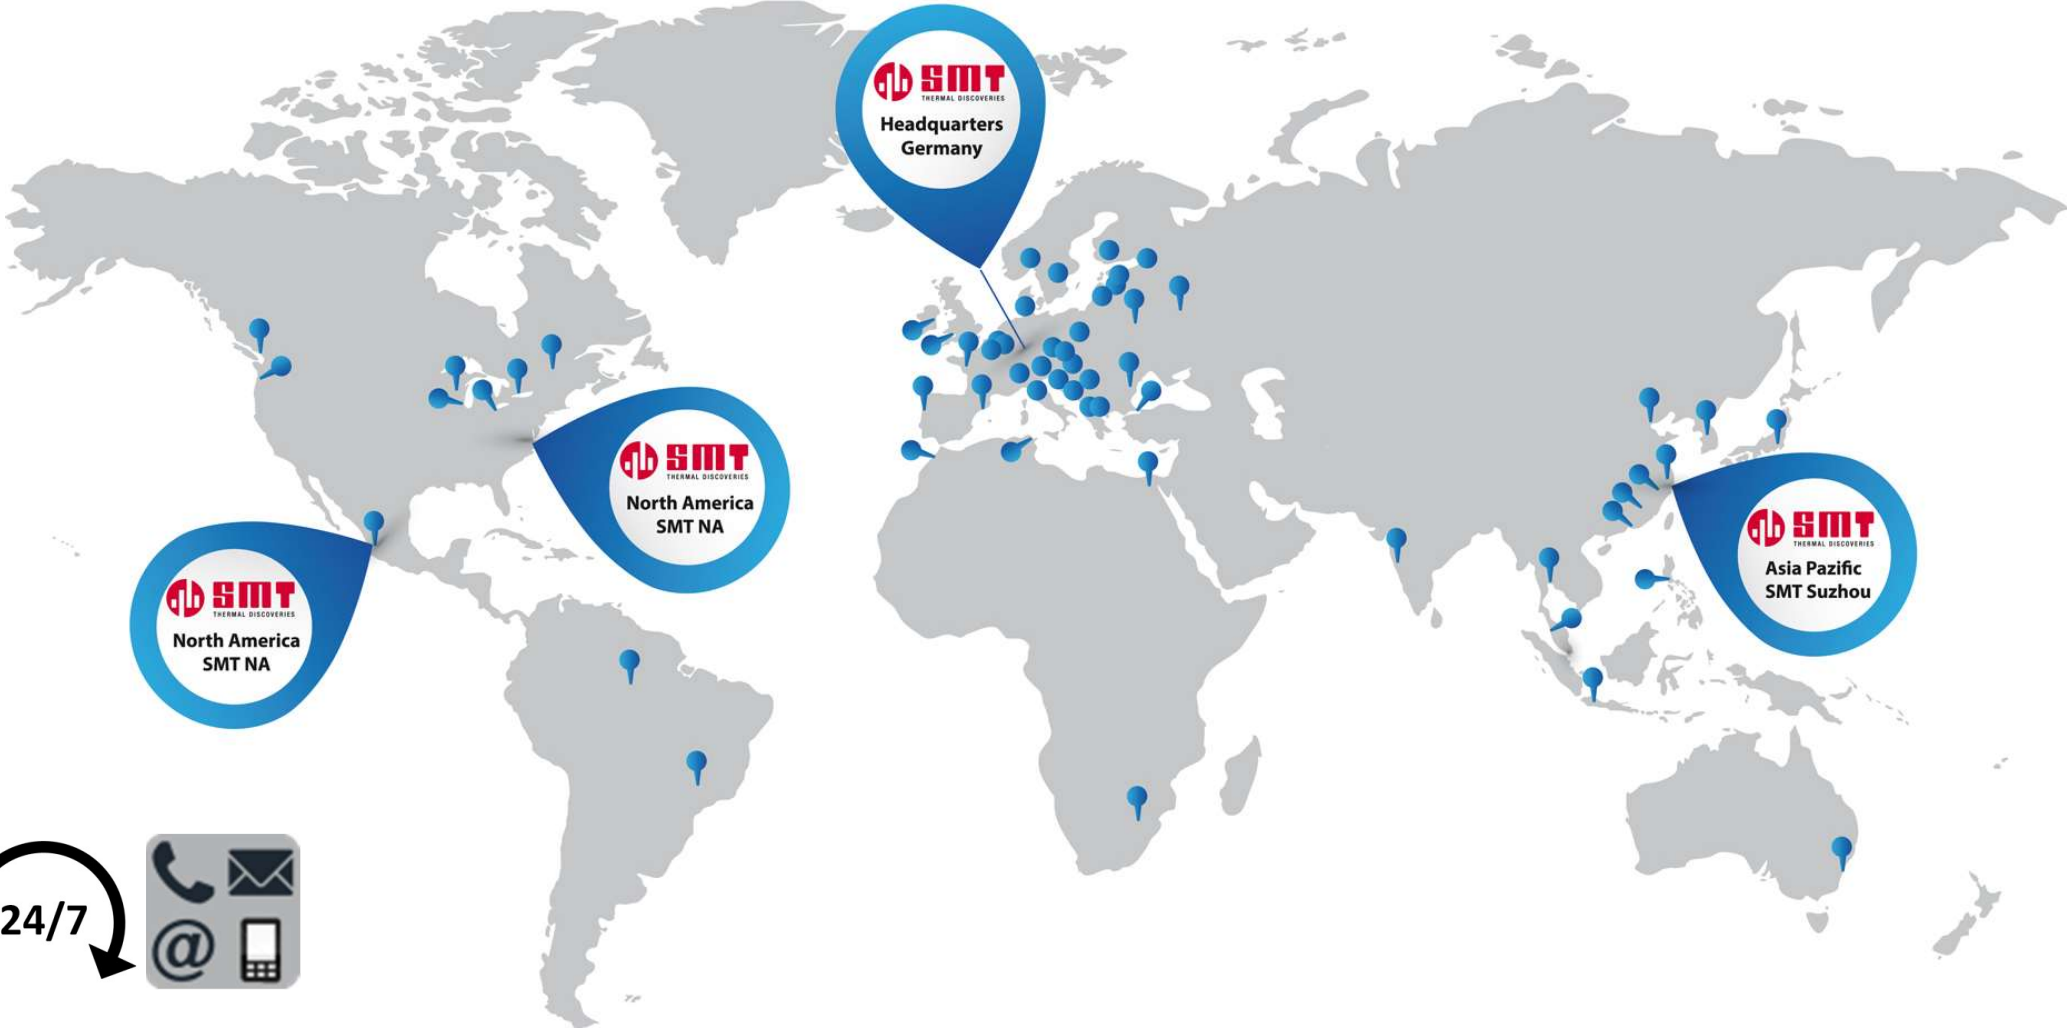 SMT
THERMAL DISCOVERIES
Headquarters
Germany
SMT
THERMAL DISCOVERIES
North America
SMT NA
SMT
THERMAL DISCOVERIES
Asia Pazific
SMT Suzhou
SMT
THERMAL DISCOVERIES
North America
SMT NA
24/7
@